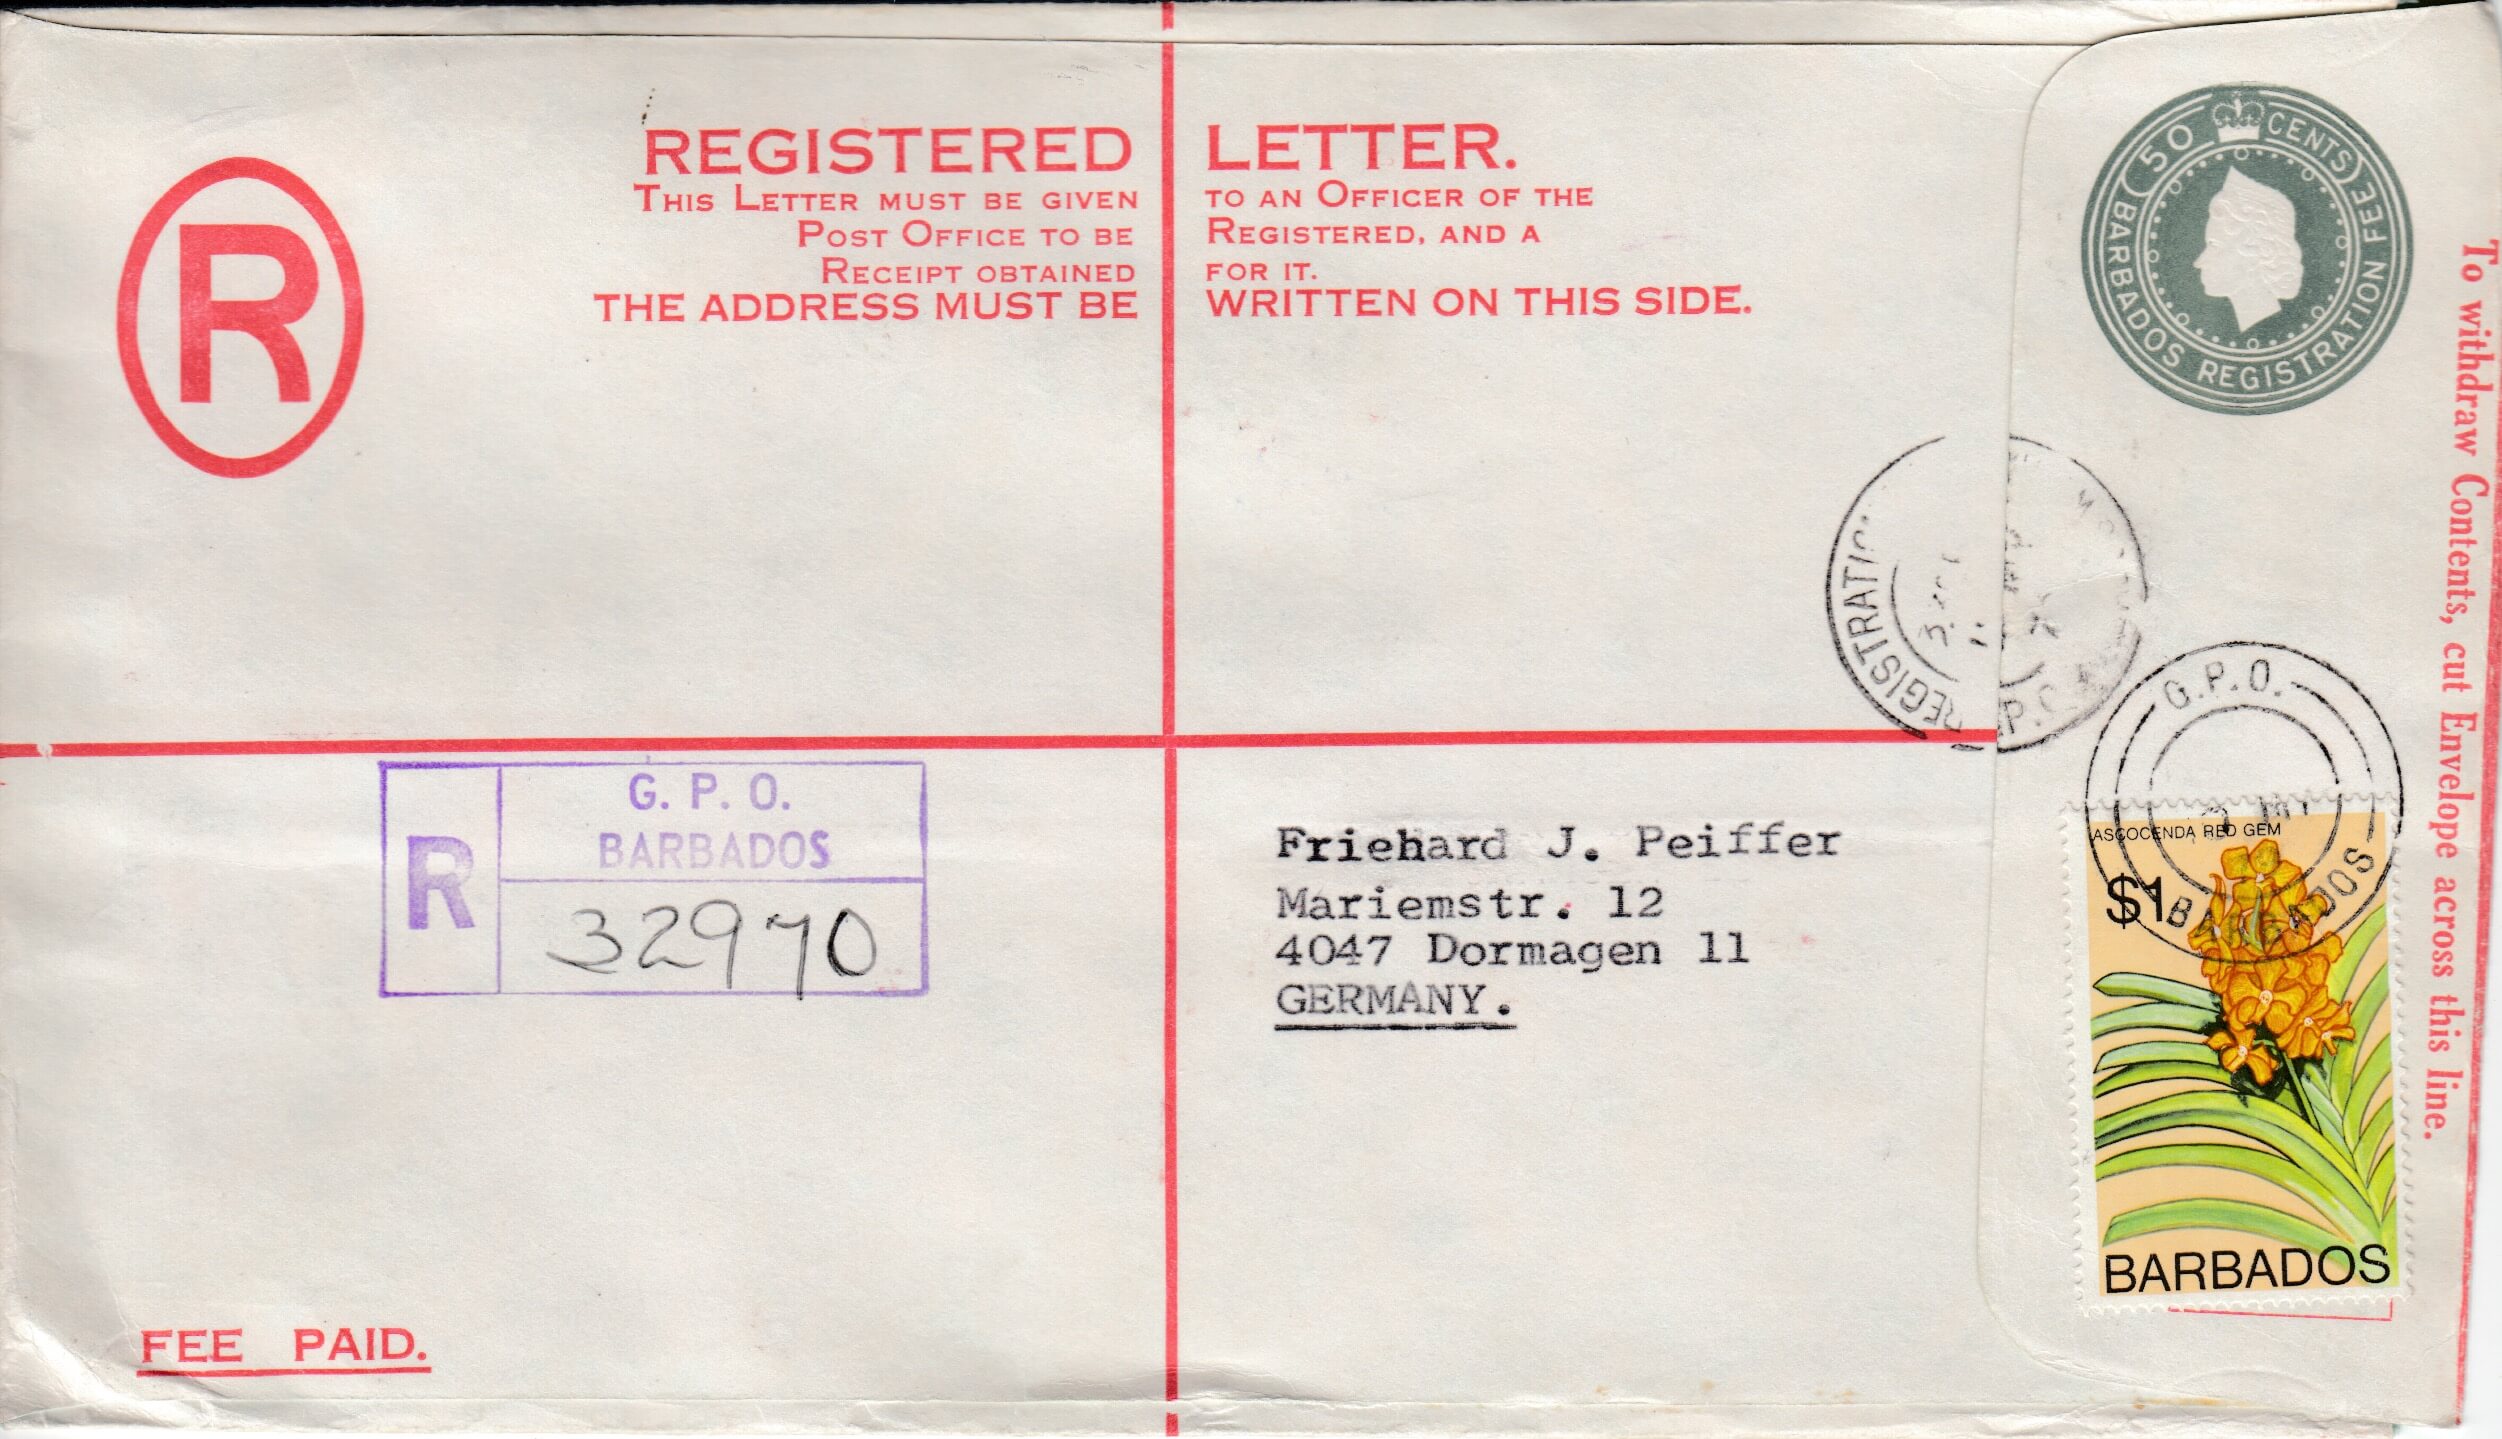 REGISTERED LETTER.
THIS LETTER MUST BE GIVEN TO AN OFFICER OF THE
POST OFFICE TO BE REGISTERED, AND A
RECEIPT OBTAINED FOR IT.
THE ADDRESS MUST BE WRITTEN ON THIS SIDE.
R
50 CENTS
BARBADOS REGISTRATION FEE
To withdraw Contents, cut Envelope across this line.
G.P.O.
BARBADOS
ASCOCENDA RED GEM
$1
BARBADOS
R
G. P. O.
BARBADOS
32970
Friehard J. Peiffer
Mariemstr. 12
4047 Dormagen 11
GERMANY.
FEE PAID.